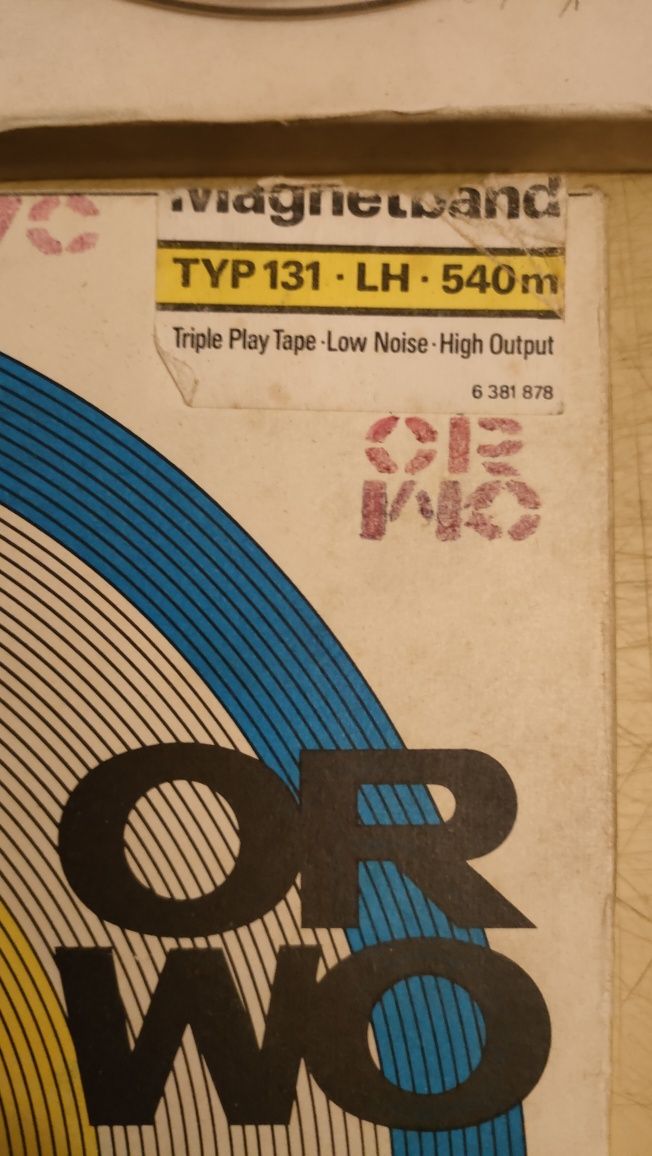 Magnetband
TYP 131 · LH · 540m
Triple Play Tape · Low Noise · High Output
6 381 878
OR
WO
OR
WO